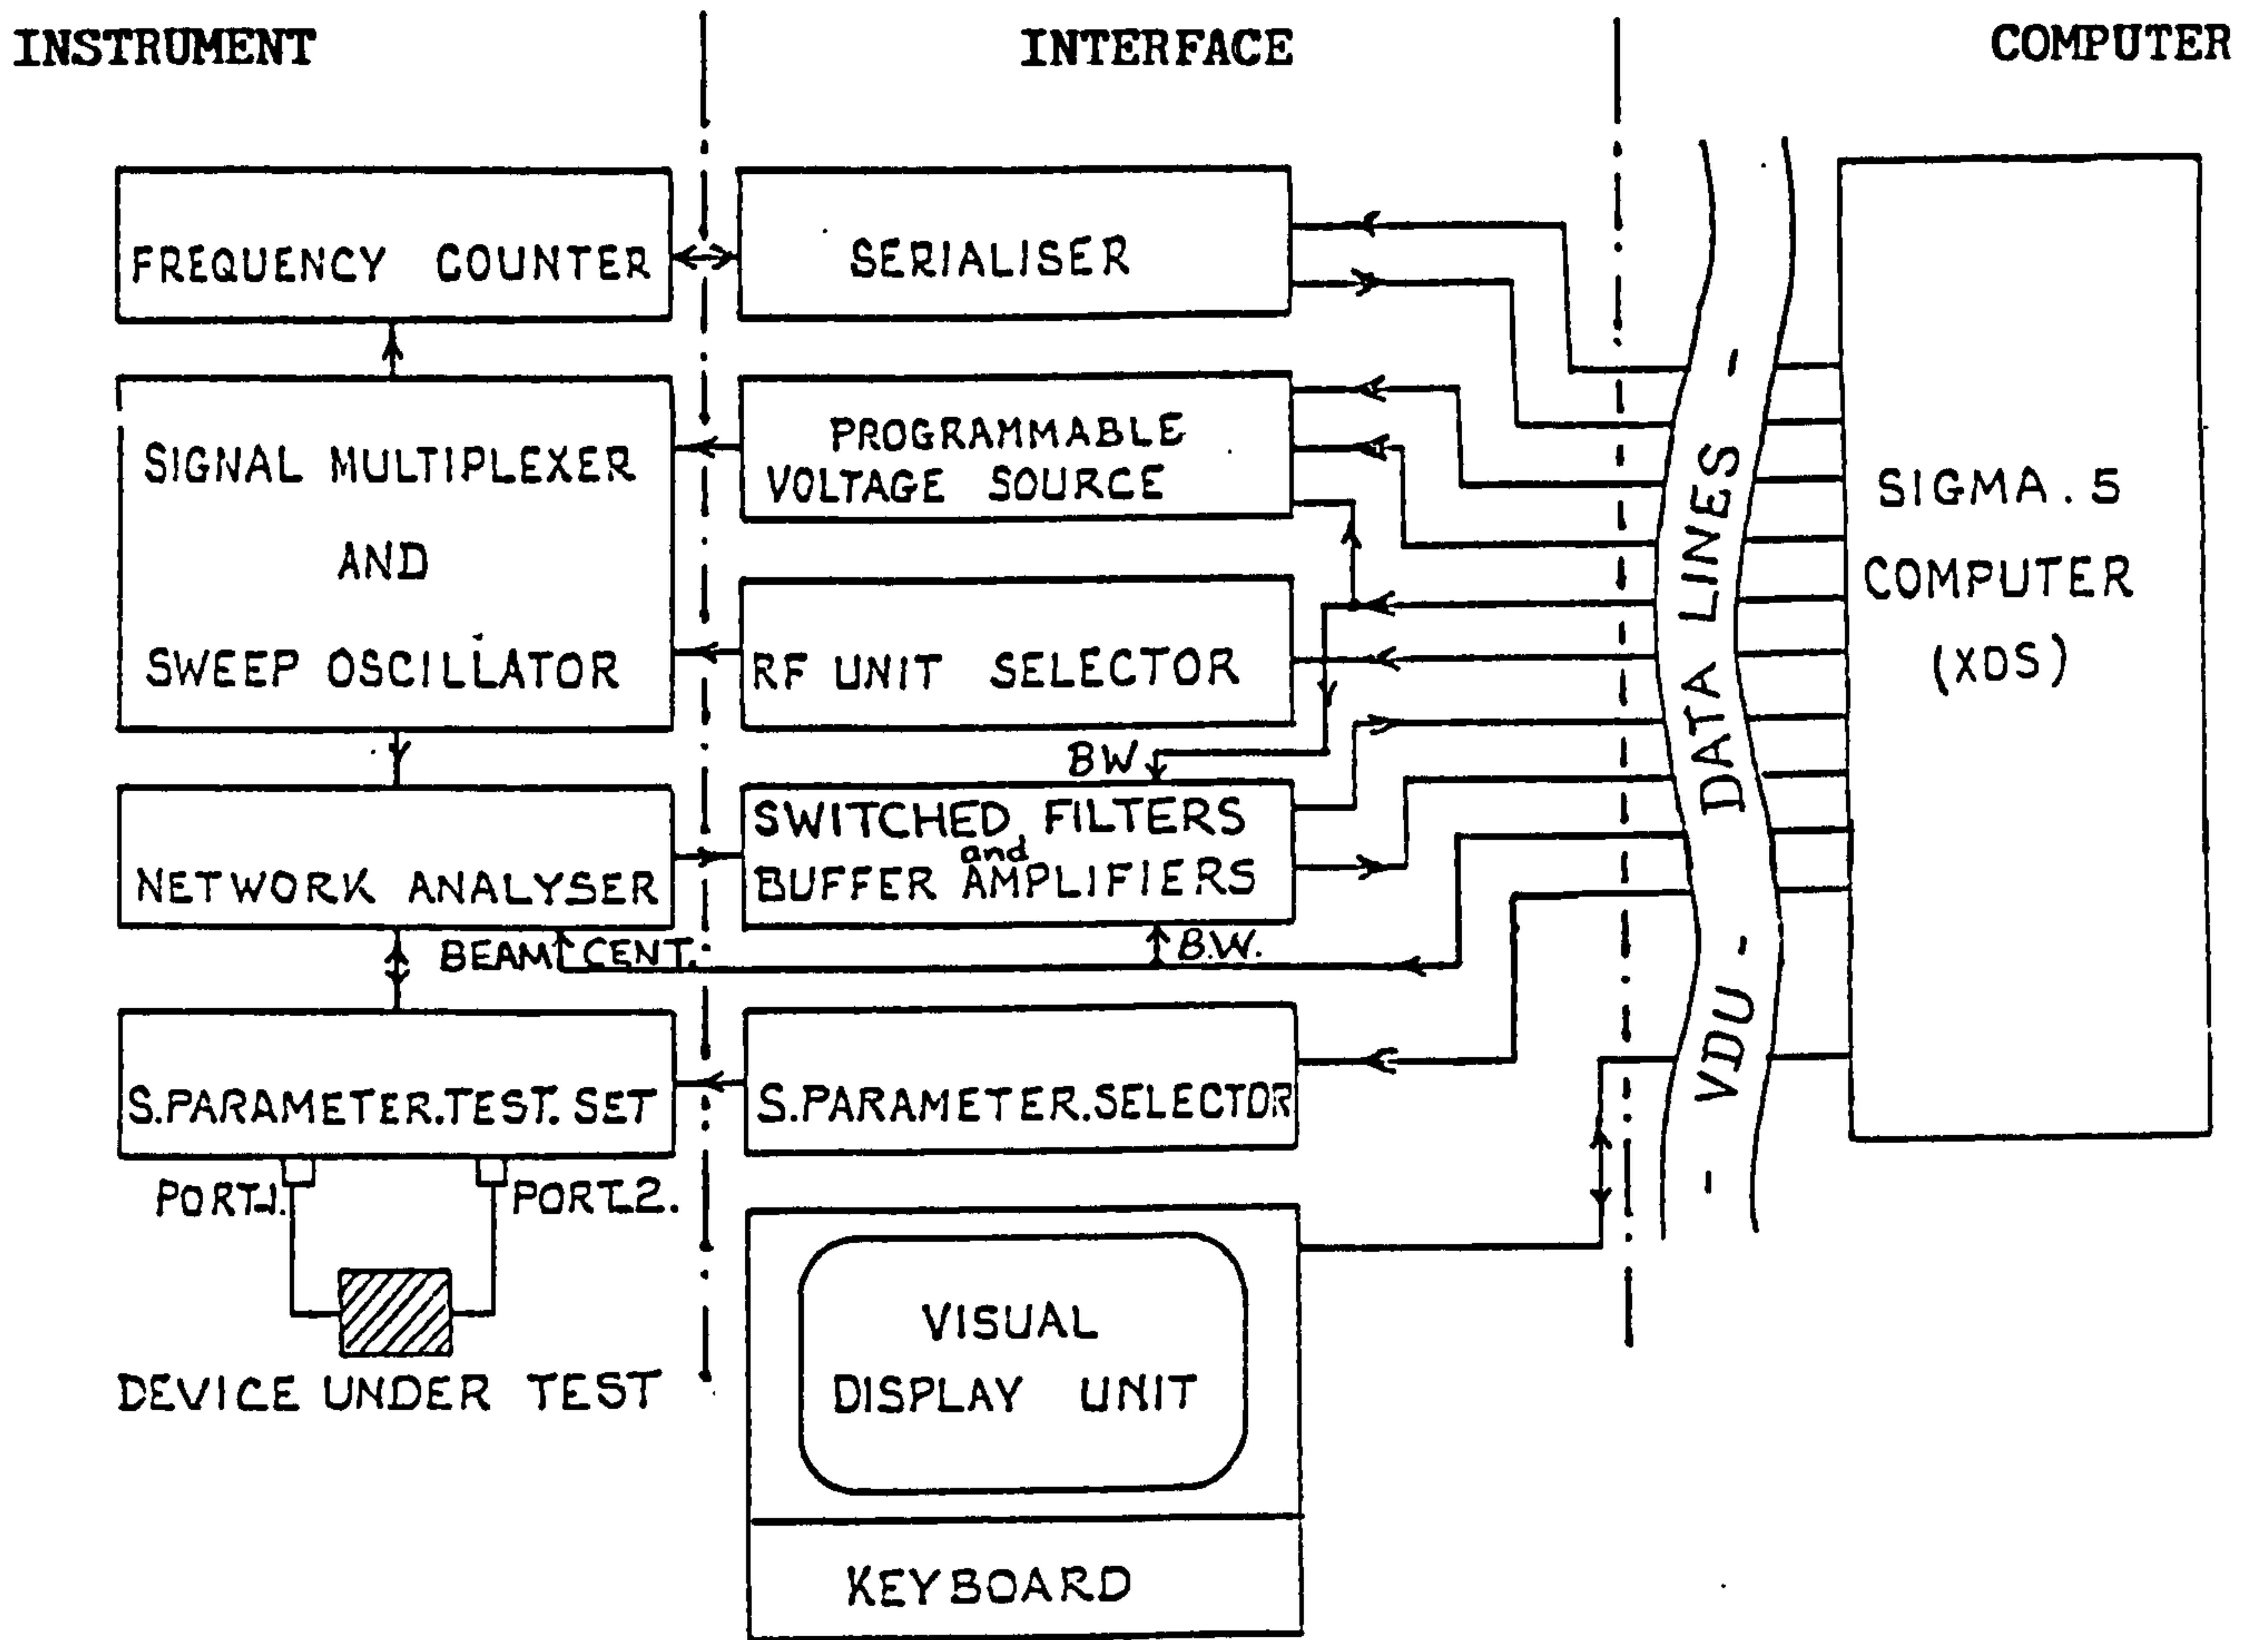 INSTRUMENT
INTERFACE
COMPUTER
FREQUENCY COUNTER
SERIALISER
SIGNAL MULTIPLEXER
AND
SWEEP OSCILLATOR
PROGRAMMABLE
VOLTAGE SOURCE
RF UNIT SELECTOR
BW
NETWORK ANALYSER
SWITCHED, FILTERS
and
BUFFER AMPLIFIERS
BEAM CENT.
B.W.
S.PARAMETER.TEST.SET
S.PARAMETER.SELECTOR
PORT.1.
PORT.2.
DEVICE UNDER TEST
VISUAL
DISPLAY UNIT
KEYBOARD
- VDU - DATA LINES -
SIGMA.5
COMPUTER
(XDS)